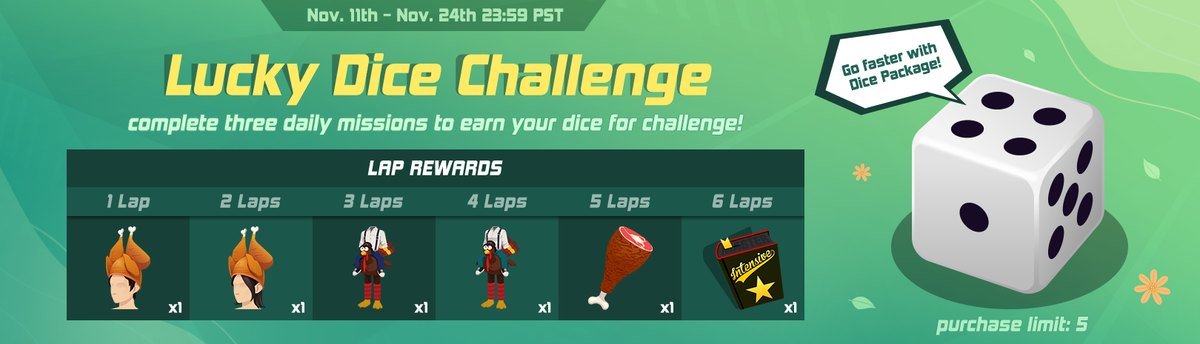 Nov. 11th - Nov. 24th 23:59 PST
Lucky Dice Challenge
complete three daily missions to earn your dice for challenge!
Go faster with
Dice Package!
LAP REWARDS
1 Lap 2 Laps 3 Laps 4 Laps 5 Laps 6 Laps
Intensive
x1 x1 x1 x1 x1 x1
purchase limit: 5